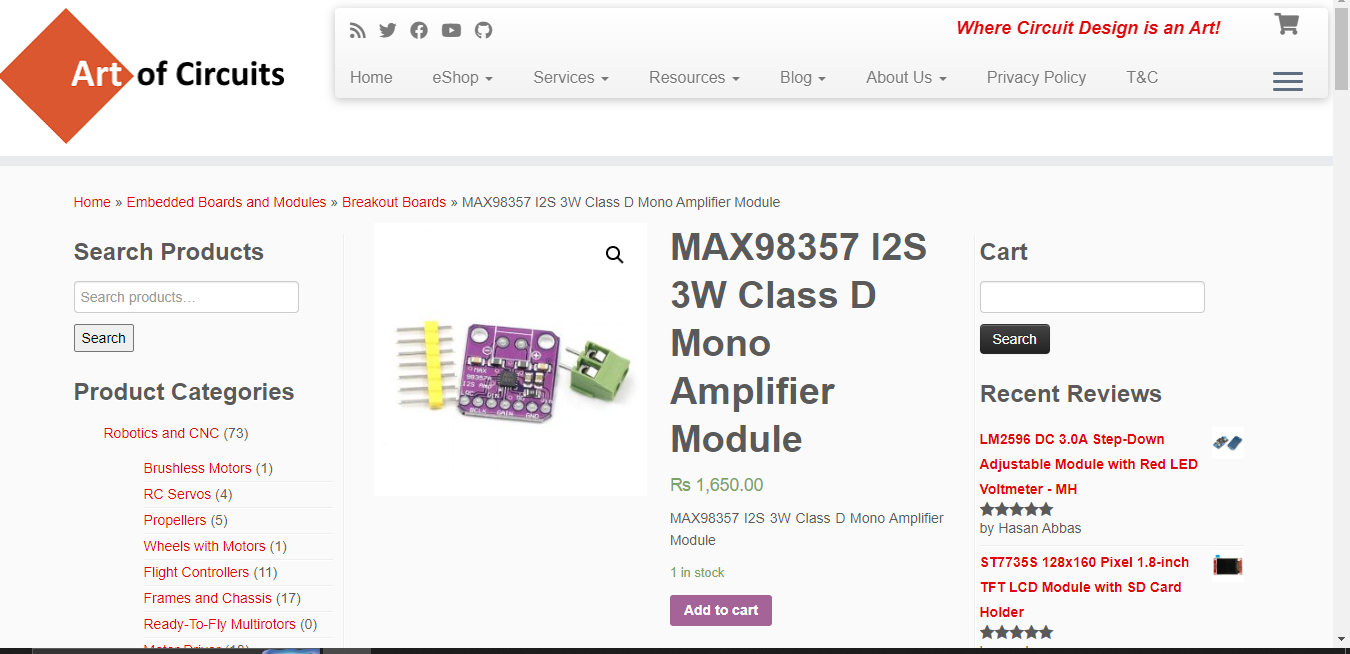 Art of Circuits
Where Circuit Design is an Art!
Home eShop Services Resources Blog About Us Privacy Policy T&C
Home » Embedded Boards and Modules » Breakout Boards » MAX98357 I2S 3W Class D Mono Amplifier Module
Search Products
Search products...
Search
Product Categories
Robotics and CNC (73)
Brushless Motors (1)
RC Servos (4)
Propellers (5)
Wheels with Motors (1)
Flight Controllers (11)
Frames and Chassis (17)
Ready-To-Fly Multirotors (0)
MAX
I2S
GAIN
GND
MAX98357 I2S
3W Class D
Mono
Amplifier
Module
₨ 1,650.00
MAX98357 I2S 3W Class D Mono Amplifier
Module
1 in stock
Add to cart
Cart
Search
Recent Reviews
LM2596 DC 3.0A Step-Down
Adjustable Module with Red LED
Voltmeter - MH
by Hasan Abbas
ST7735S 128x160 Pixel 1.8-inch
TFT LCD Module with SD Card
Holder